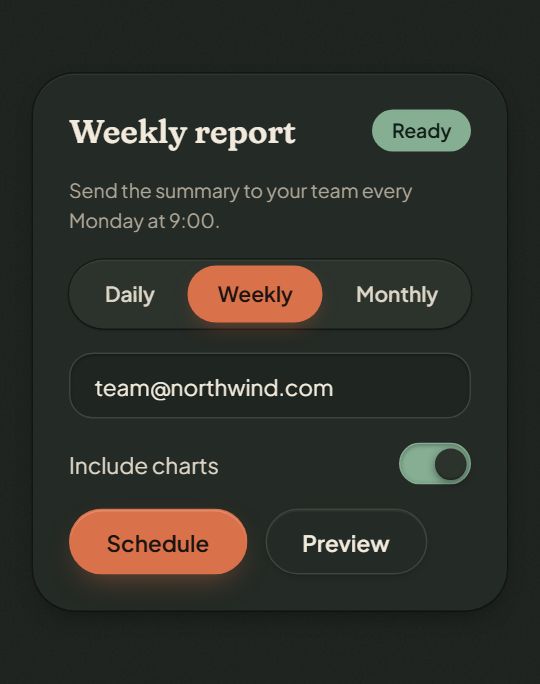 Weekly report
Ready
Send the summary to your team every
Monday at 9:00.
Daily
Weekly
Monthly
team@northwind.com
Include charts
Schedule
Preview